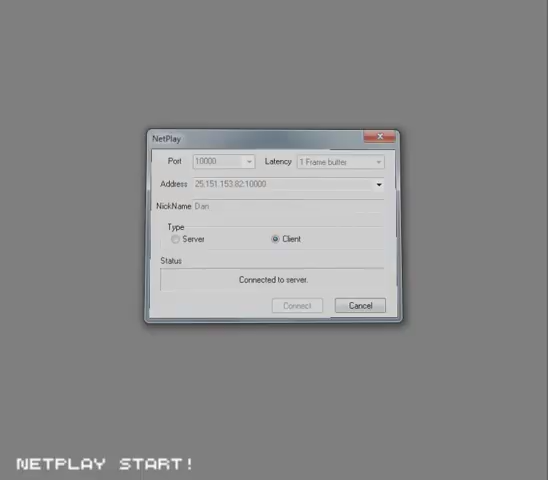 NetPlay
Port 10000 Latency 1 Frame buffer
Address 25.151.153.82:10000
NickName Dan
Type
Server Client
Status
Connected to server.
Connect Cancel
NETPLAY START!